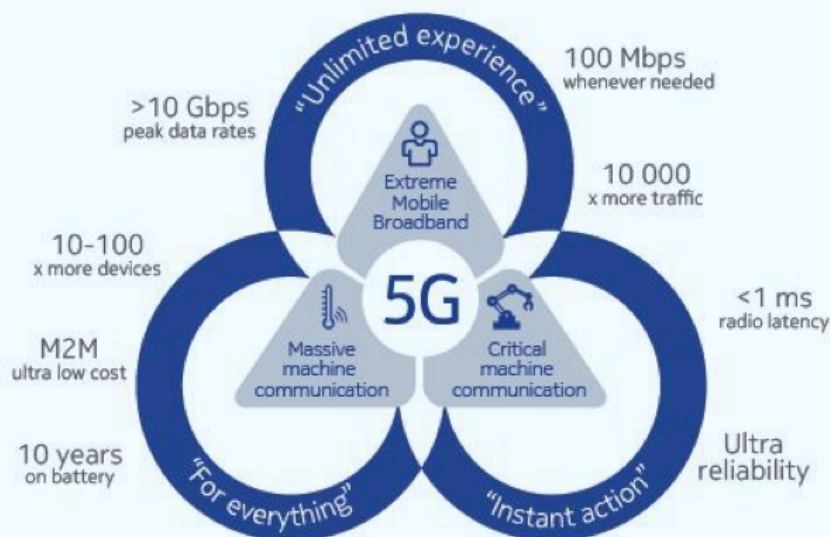 "Unlimited experience"
>10 Gbps
peak data rates
100 Mbps
whenever needed
10 000
x more traffic
Extreme
Mobile
Broadband
5G
10-100
x more devices
M2M
ultra low cost
10 years
on battery
Massive
machine
communication
"For everything"
Critical
machine
communication
<1 ms
radio latency
Ultra
reliability
"Instant action"